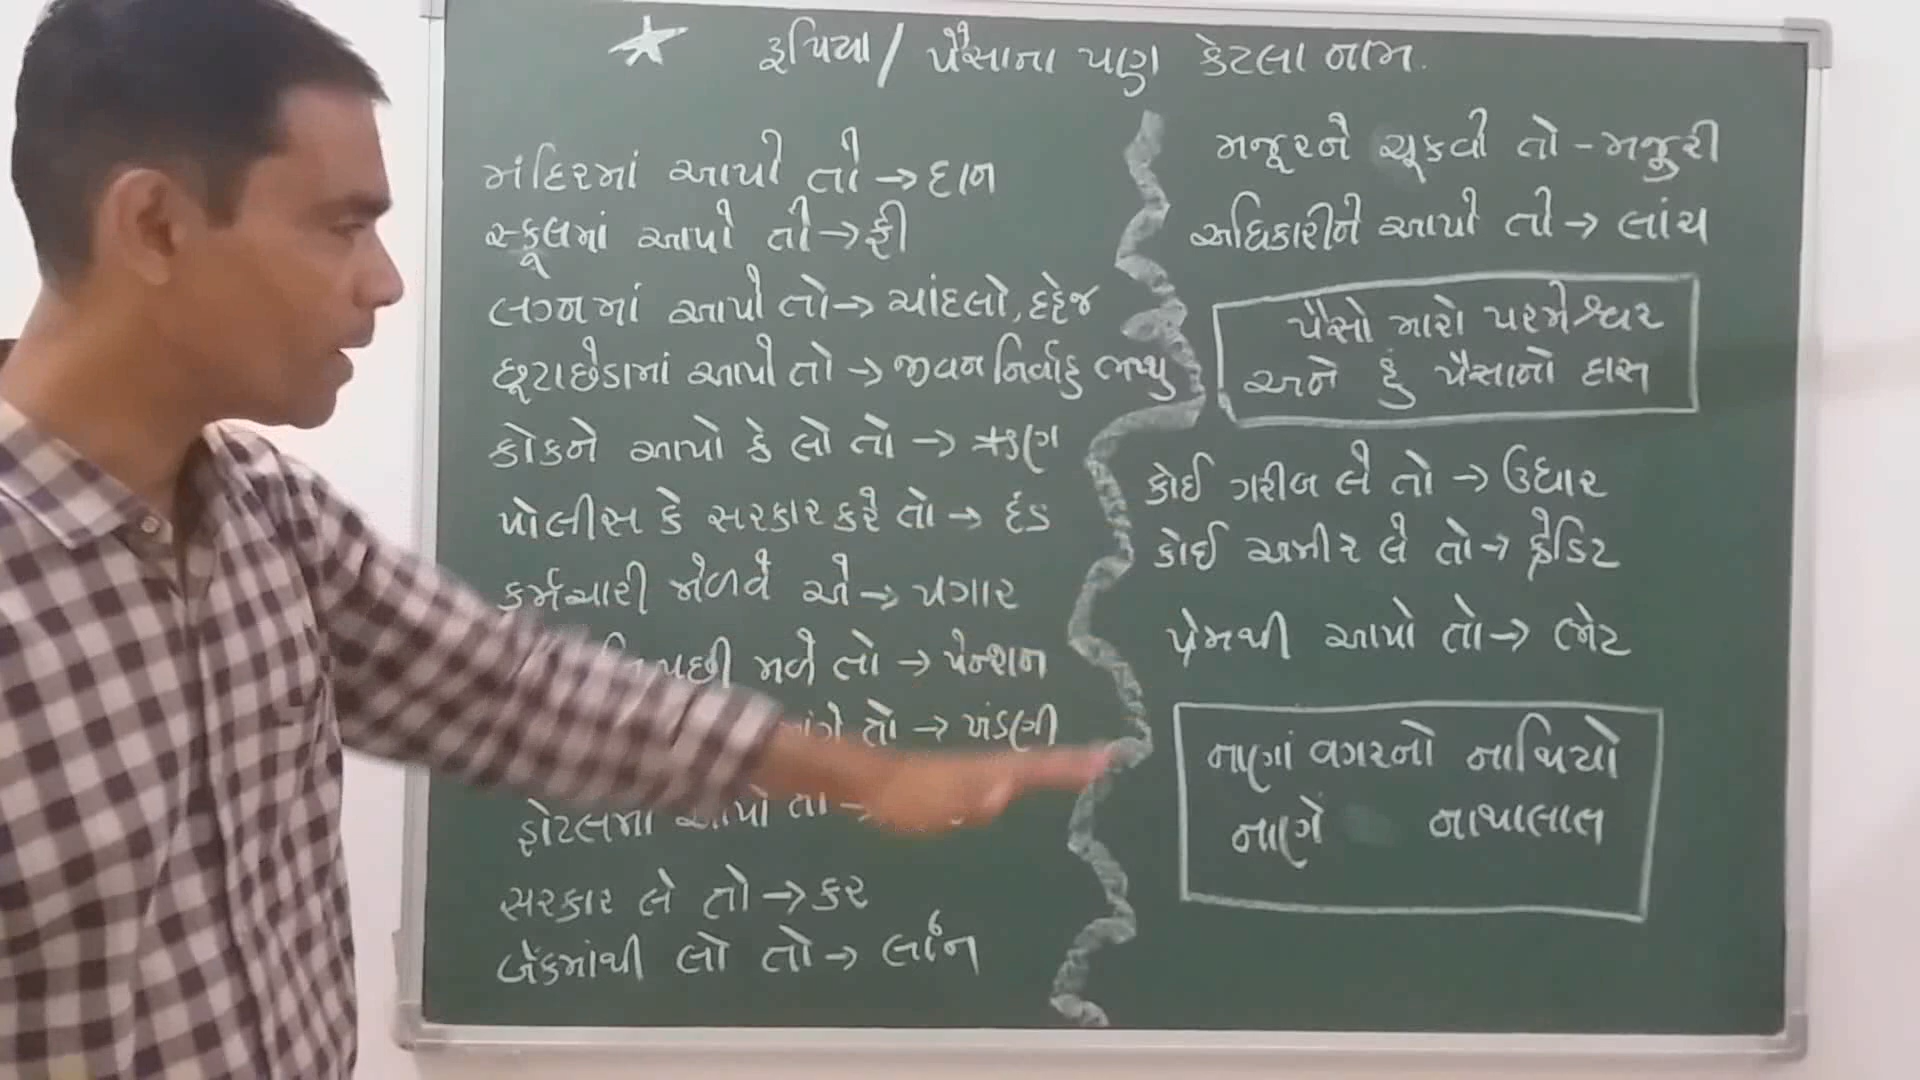 રૂપિયા / પૈસાના પણ કેટલા નામ.
મંદિરમાં આપો તો → દાન
સ્કૂલમાં આપો તો → ફી
લગ્નમાં આપો તો → ચાંદલો, દહેજ
છૂટાછેડામાં આપો તો → જીવન નિર્વાહ ભથ્થુ
કોકને આપો કે લો તો → ઋણ
પોલીસ કે સરકાર કરે તો → દંડ
કર્મચારી મેળવે એ → પગાર
પછી મળે તો → પેન્શન
તો → ખંડણી
હોટલમાં આપો તો →
સરકાર લે તો → કર
બેંકમાંથી લો તો → લૉન
મજૂરને ચૂકવો તો - મજુરી
અધિકારીને આપો તો → લાંચ
પૈસો મારો પરમેશ્વર
અને હું પૈસાનો દાસ
કોઈ ગરીબ લે તો → ઉધાર
કોઈ અમીર લે તો → ક્રેડિટ
પ્રેમથી આપો તો → ભેટ
નાણાં વગરનો નાથિયો
નાણે નાથાલાલ